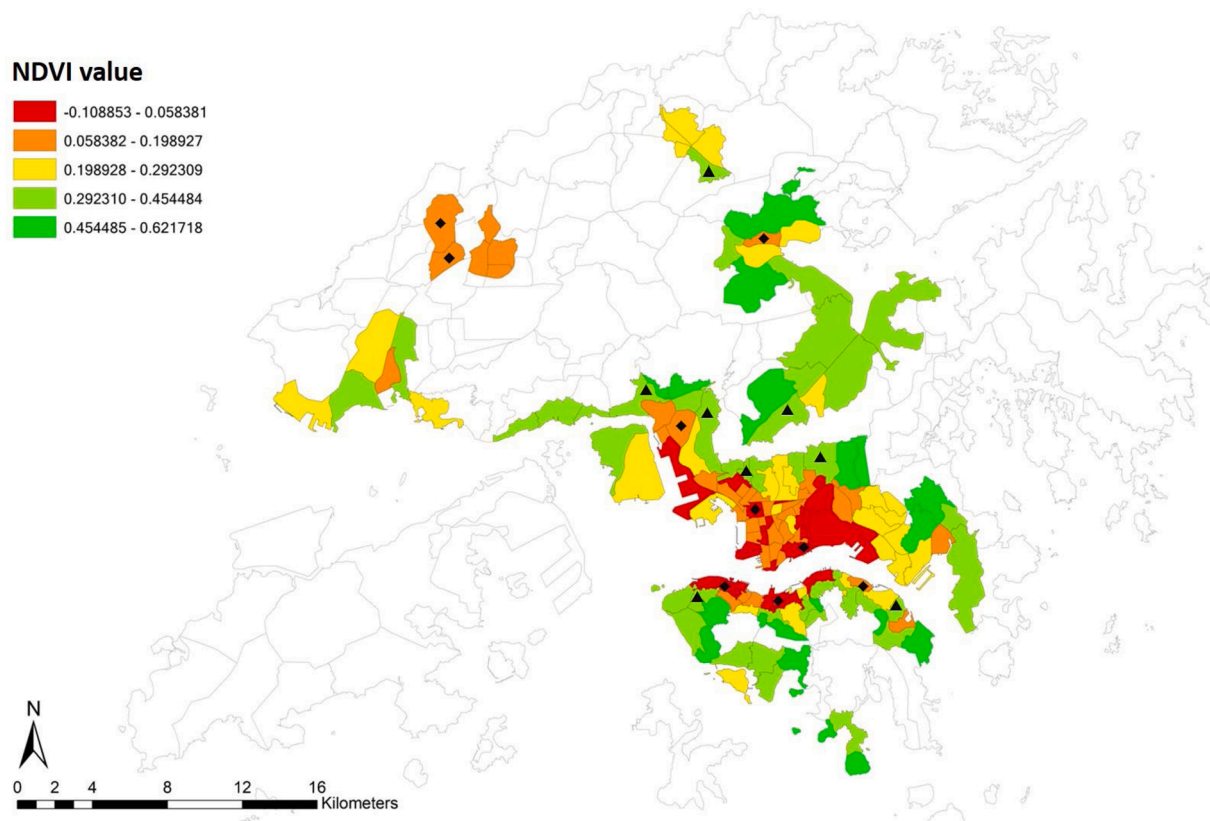 NDVI value
-0.108853 - 0.058381
0.058382 - 0.198927
0.198928 - 0.292309
0.292310 - 0.454484
0.454485 - 0.621718
N
0 2 4 8 12 16
Kilometers